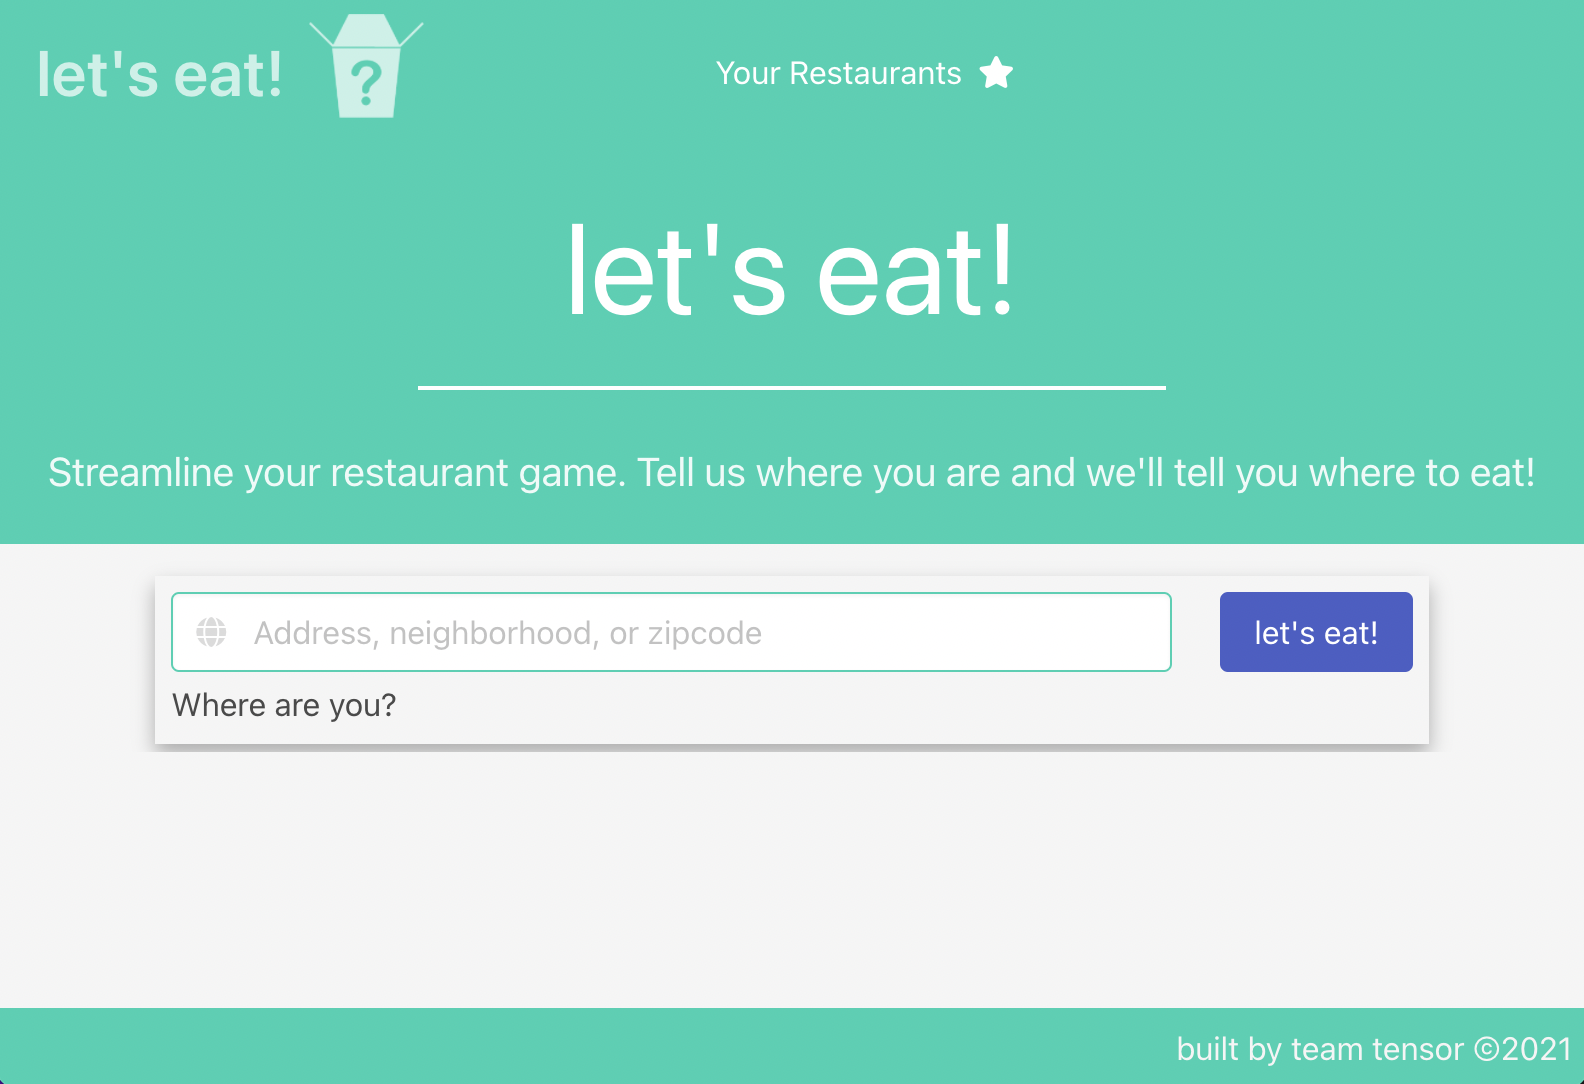 let's eat!
?
Your Restaurants
let's eat!
Streamline your restaurant game. Tell us where you are and we'll tell you where to eat!
Address, neighborhood, or zipcode
let's eat!
Where are you?
built by team tensor ©2021